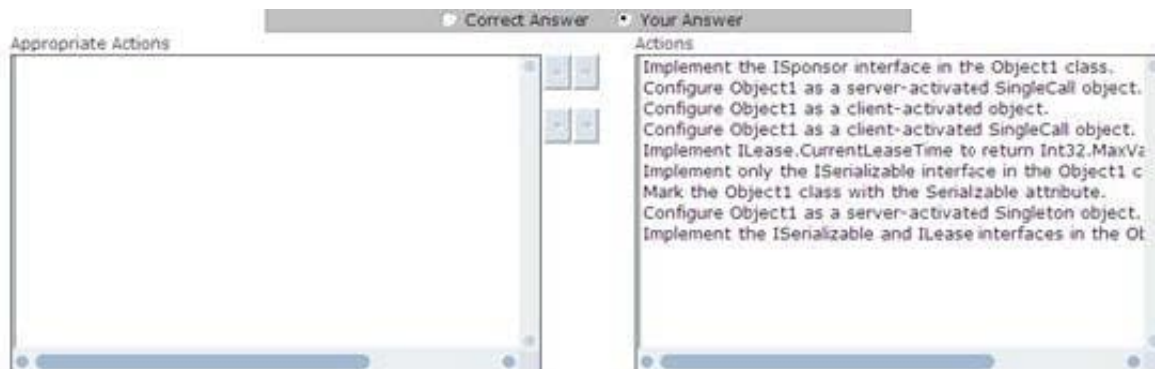 Correct Answer Your Answer
Appropriate Actions
Actions
Implement the ISponsor interface in the Object1 class.
Configure Object1 as a server-activated SingleCall object.
Configure Object1 as a client-activated object.
Configure Object1 as a client-activated SingleCall object.
Implement ILease.CurrentLeaseTime to return Int32.MaxVa
Implement only the ISerializable interface in the Object1 c
Mark the Object1 class with the Serialzable attribute.
Configure Object1 as a server-activated Singleton object.
Implement the ISerializable and ILease interfaces in the Ob